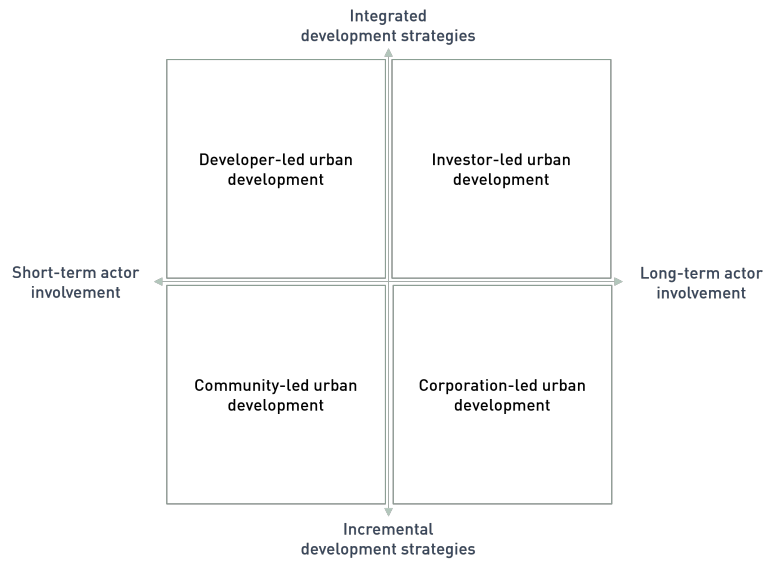 Integrated
development strategies
Developer-led urban
development
Investor-led urban
development
Short-term actor
involvement
Long-term actor
involvement
Community-led urban
development
Corporation-led urban
development
Incremental
development strategies